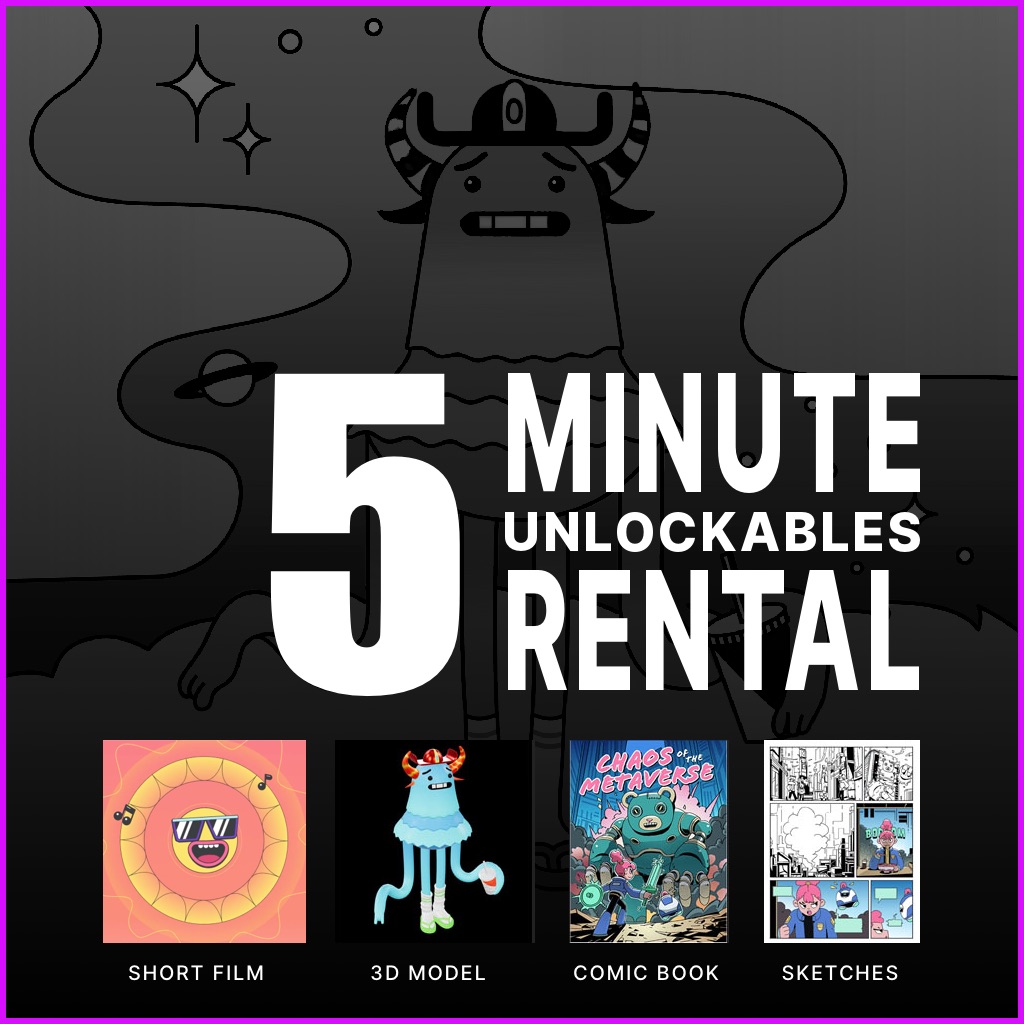 5 MINUTE
UNLOCKABLES
RENTAL
CHAOS OF THE
METAVERSE
SHORT FILM
3D MODEL
COMIC BOOK
SKETCHES